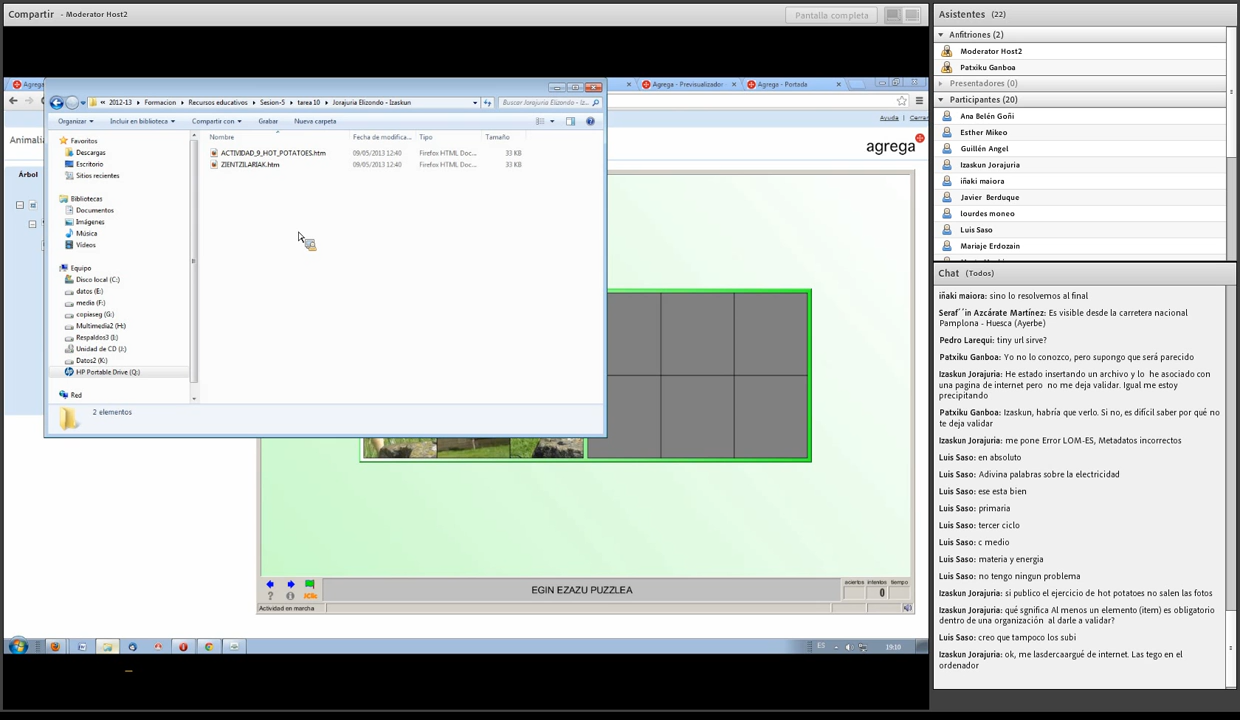 Compartir - Moderator Host2
Pantalla completa
Agrega
Agrega - Previsualizador
Agrega - Portada
« 2012-13 Formacion Recursos educativos Sesion-5 tarea 10 Jorajuria Elizondo - Izaskun
Buscar Jorajuria Elizondo - Iz...
Organizar Incluir en biblioteca Compartir con Grabar Nueva carpeta
Favoritos
Descargas
Escritorio
Sitios recientes
Bibliotecas
Documentos
Imágenes
Música
Vídeos
Equipo
Disco local (C:)
datos (E:)
media (F:)
copiaseg (G:)
Multimedia2 (H:)
Respaldos3 (I:)
Unidad de CD (J:)
Datos2 (K:)
HP Portable Drive (Q:)
Red
Nombre Fecha de modifica... Tipo Tamaño
ACTIVIDAD_9_HOT_POTATOES.htm 09/05/2013 12:40 Firefox HTML Doc... 33 KB
ZIENTZILARIAK.htm 09/05/2013 12:40 Firefox HTML Doc... 33 KB
2 elementos
Ayuda
agrega
Árbol
EGIN EZAZU PUZZLEA
aciertos intentos tiempo
0
Actividad en marcha
ES
19:10
Asistentes (22)
Anfitriones (2)
Moderator Host2
Patxiku Ganboa
Presentadores (0)
Participantes (20)
Ana Belén Goñi
Esther Mikeo
Guillén Angel
Izaskun Jorajuria
iñaki maiora
Javier Berduque
lourdes moneo
Luis Saso
Mariaje Erdozain
Chat (Todos)
iñaki maiora: sino lo resolvemos al final
Seraf´´in Azcárate Martínez: Es visible desde la carretera nacional
Pamplona - Huesca (Ayerbe)
Pedro Larequi: tiny url sirve?
Patxiku Ganboa: Yo no lo conozco, pero supongo que será parecido
Izaskun Jorajuria: He estado insertando un archivo y lo he asociado con
una pagina de internet pero no me deja validar. Igual me estoy
precipitando
Patxiku Ganboa: Izaskun, habría que verlo. Si no, es difícil saber por qué no
te deja validar
Izaskun Jorajuria: me pone Error LOM-ES, Metadatos incorrectos
Luis Saso: en absoluto
Luis Saso: Adivina palabras sobre la electricidad
Luis Saso: ese esta bien
Luis Saso: primaria
Luis Saso: tercer ciclo
Luis Saso: c medio
Luis Saso: materia y energia
Luis Saso: no tengo ningun problema
Izaskun Jorajuria: si publico el ejercicio de hot potatoes no salen las fotos
Izaskun Jorajuria: qué sgnifica Al menos un elemento (item) es obligatorio
dentro de una organización al darle a validar?
Luis Saso: creo que tampoco los subi
Izaskun Jorajuria: ok, me lasdercaargué de internet. Las tego en el
ordenador